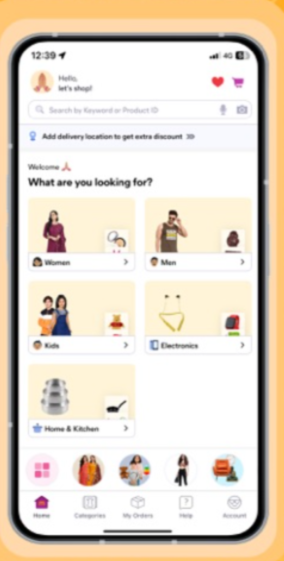 12:39
4G
Hello,
let's shop!
Search by Keyword or Product ID
Add delivery location to get extra discount
Welcome
What are you looking for?
Women
Men
Kids
Electronics
Home & Kitchen
Home
Categories
My Orders
Help
Account